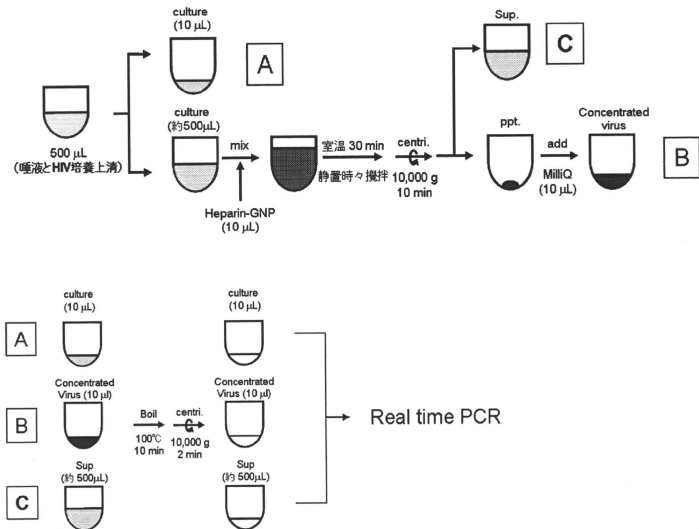 culture
(10 μL)
A
500 μL
(唾液とHIV培養上清)
culture
(約500μL)
mix
Heparin-GNP
(10 μL)
室温 30 min
静置時々攪拌
centri.
10,000 g
10 min
Sup.
C
ppt.
add
MilliQ
(10 μL)
Concentrated
virus
B
culture
(10 μL)
A
Concentrated
Virus (10 μl)
B
Sup
(約 500μL)
C
Boil
100℃
10 min
centri.
10,000 g
2 min
culture
(10 μL)
Concentrated
Virus (10 μL)
Sup
(約 500μL)
Real time PCR